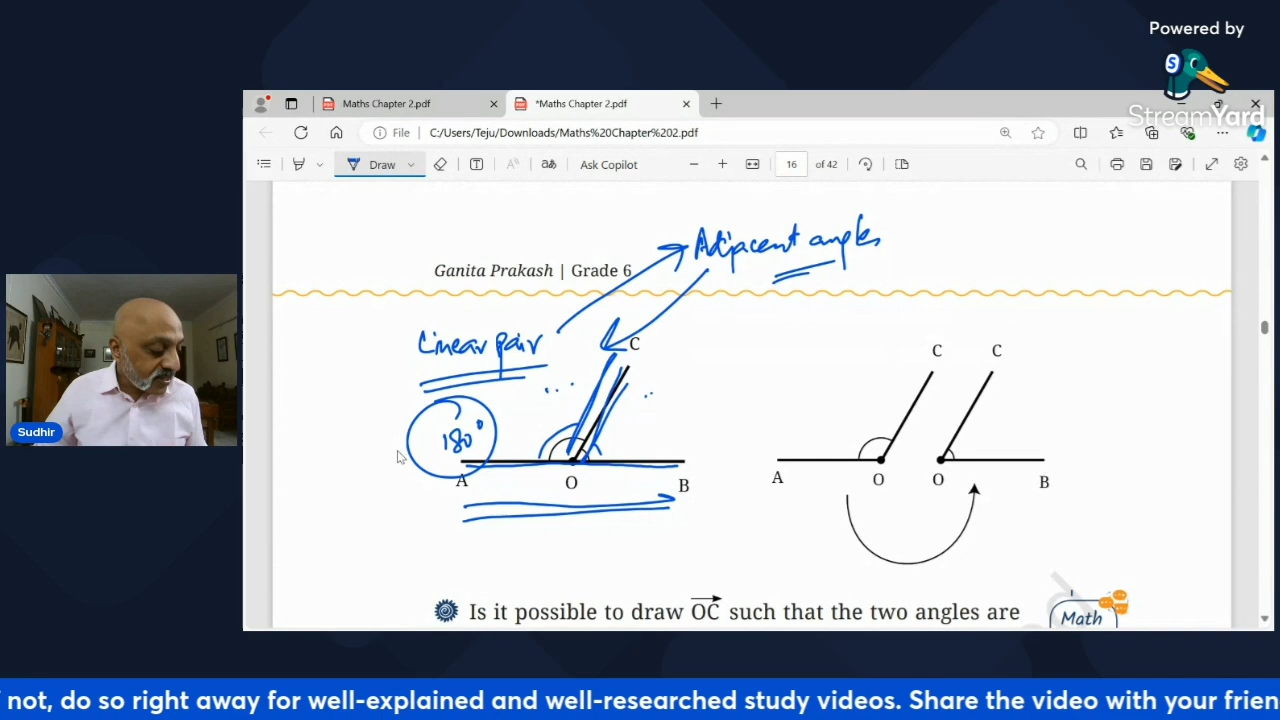 Powered by
S
StreamYard
Maths Chapter 2.pdf
*Maths Chapter 2.pdf
File
C:/Users/Teju/Downloads/Maths%20Chapter%202.pdf
Draw
Ask Copilot
16 of 42
Adjacent angles
Ganita Prakash | Grade 6
Linear pair
C
180°
A
O
B
C
C
A
O
O
B
Is it possible to draw OC such that the two angles are
Math
Sudhir
not, do so right away for well-explained and well-researched study videos. Share the video with your frien